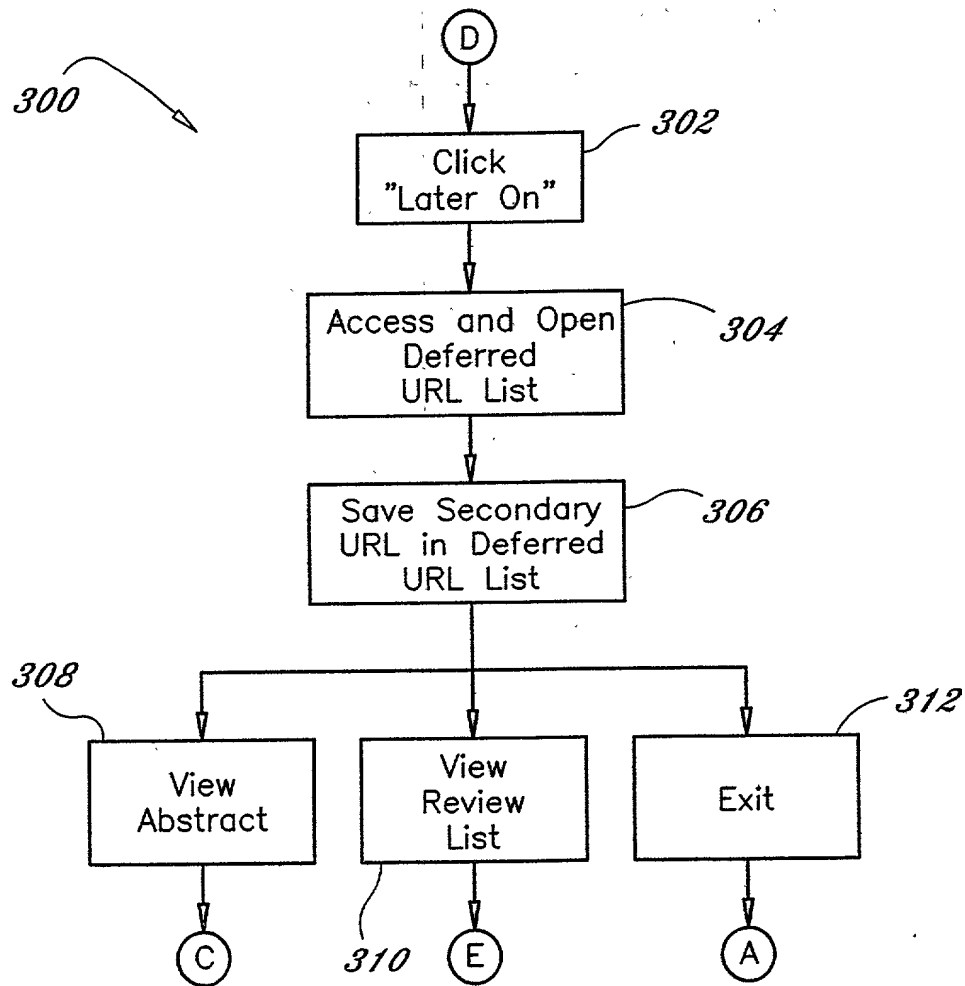 D
300
302
Click
"Later On"
Access and Open
Deferred
URL List
304
Save Secondary
URL in Deferred
URL List
306
308
312
View
Abstract
View
Review
List
Exit
C
310
E
A